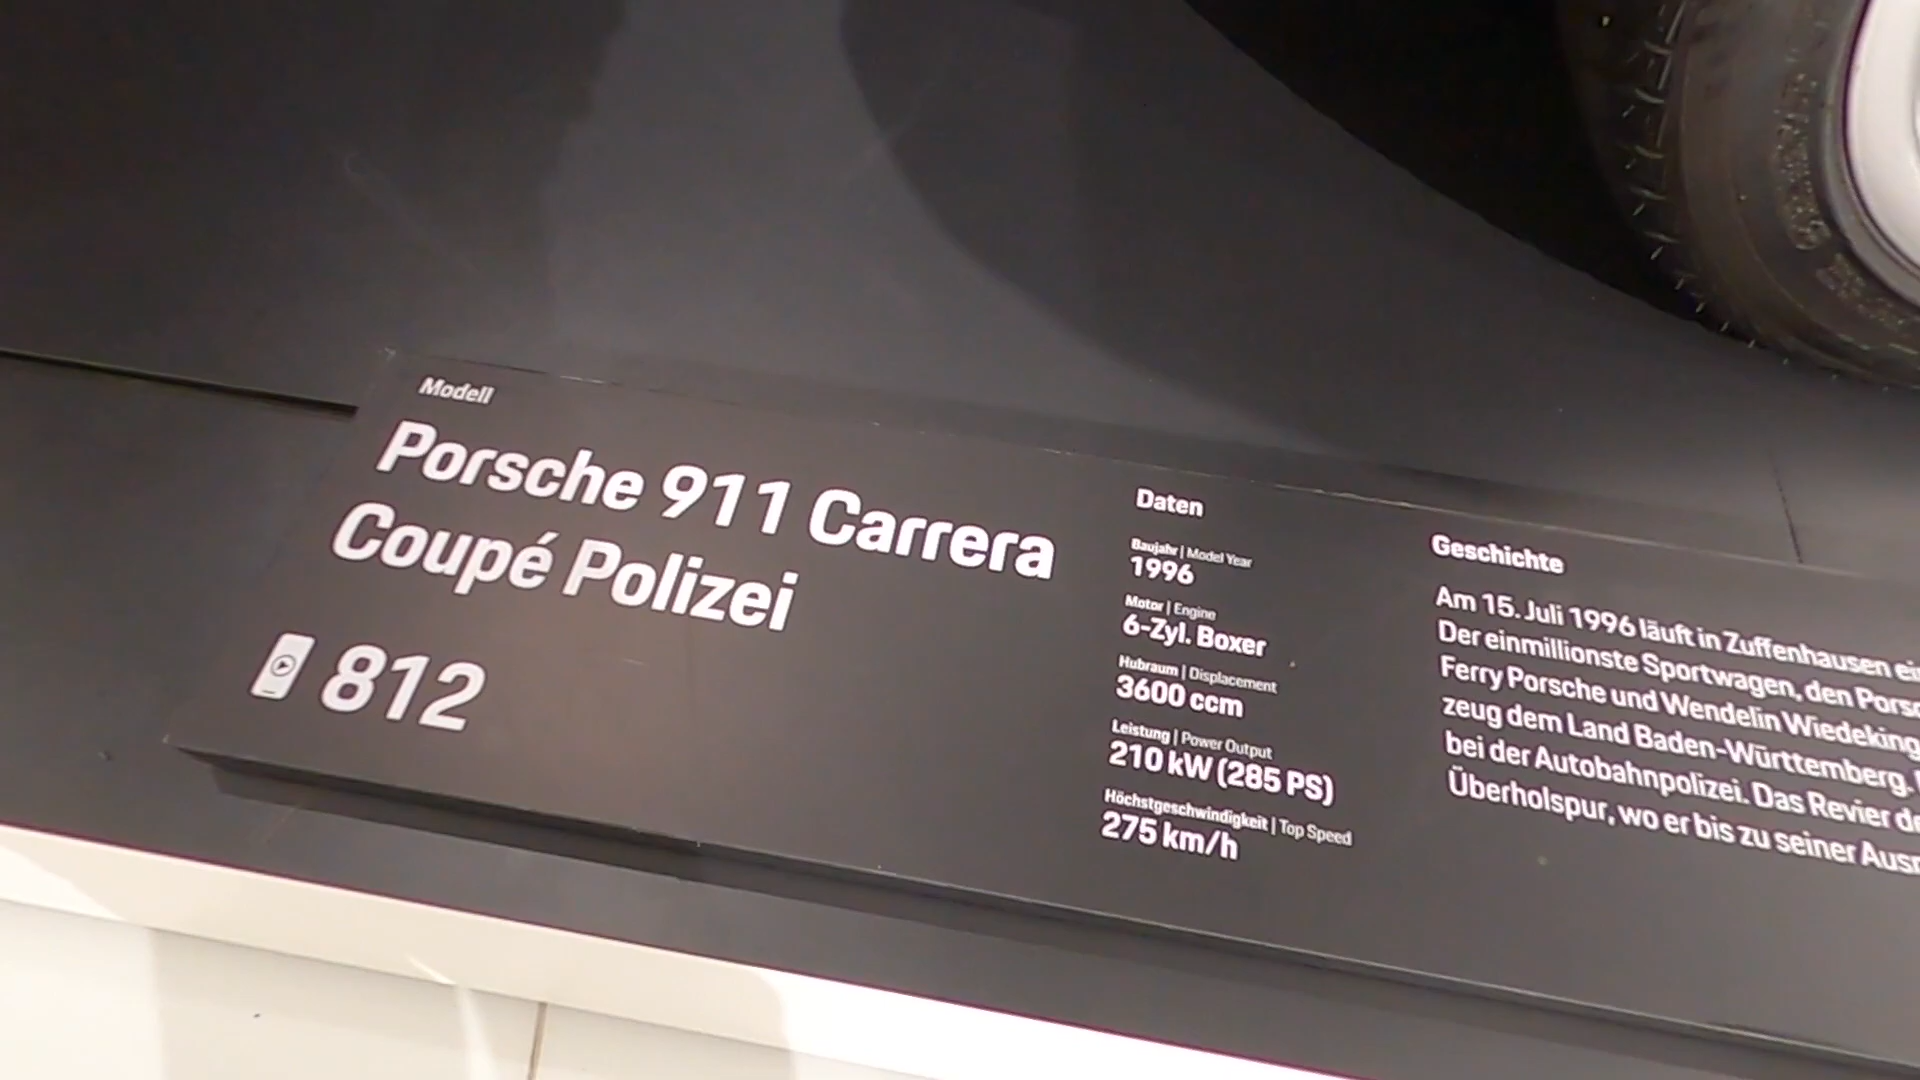 Modell
Porsche 911 Carrera
Coupé Polizei
812
Daten
Baujahr | Model Year
1996
Motor | Engine
6-Zyl. Boxer
Hubraum | Displacement
3600 ccm
Leistung | Power Output
210 kW (285 PS)
Höchstgeschwindigkeit | Top Speed
275 km/h
Geschichte
Am 15. Juli 1996 läuft in Zuffenhausen
Der einmillionste Sportwagen, den
Ferry Porsche und Wendelin Wiedeking
zeug dem Land Baden-Württemberg.
bei der Autobahnpolizei. Das Revier
Überholspur, wo er bis zu seiner